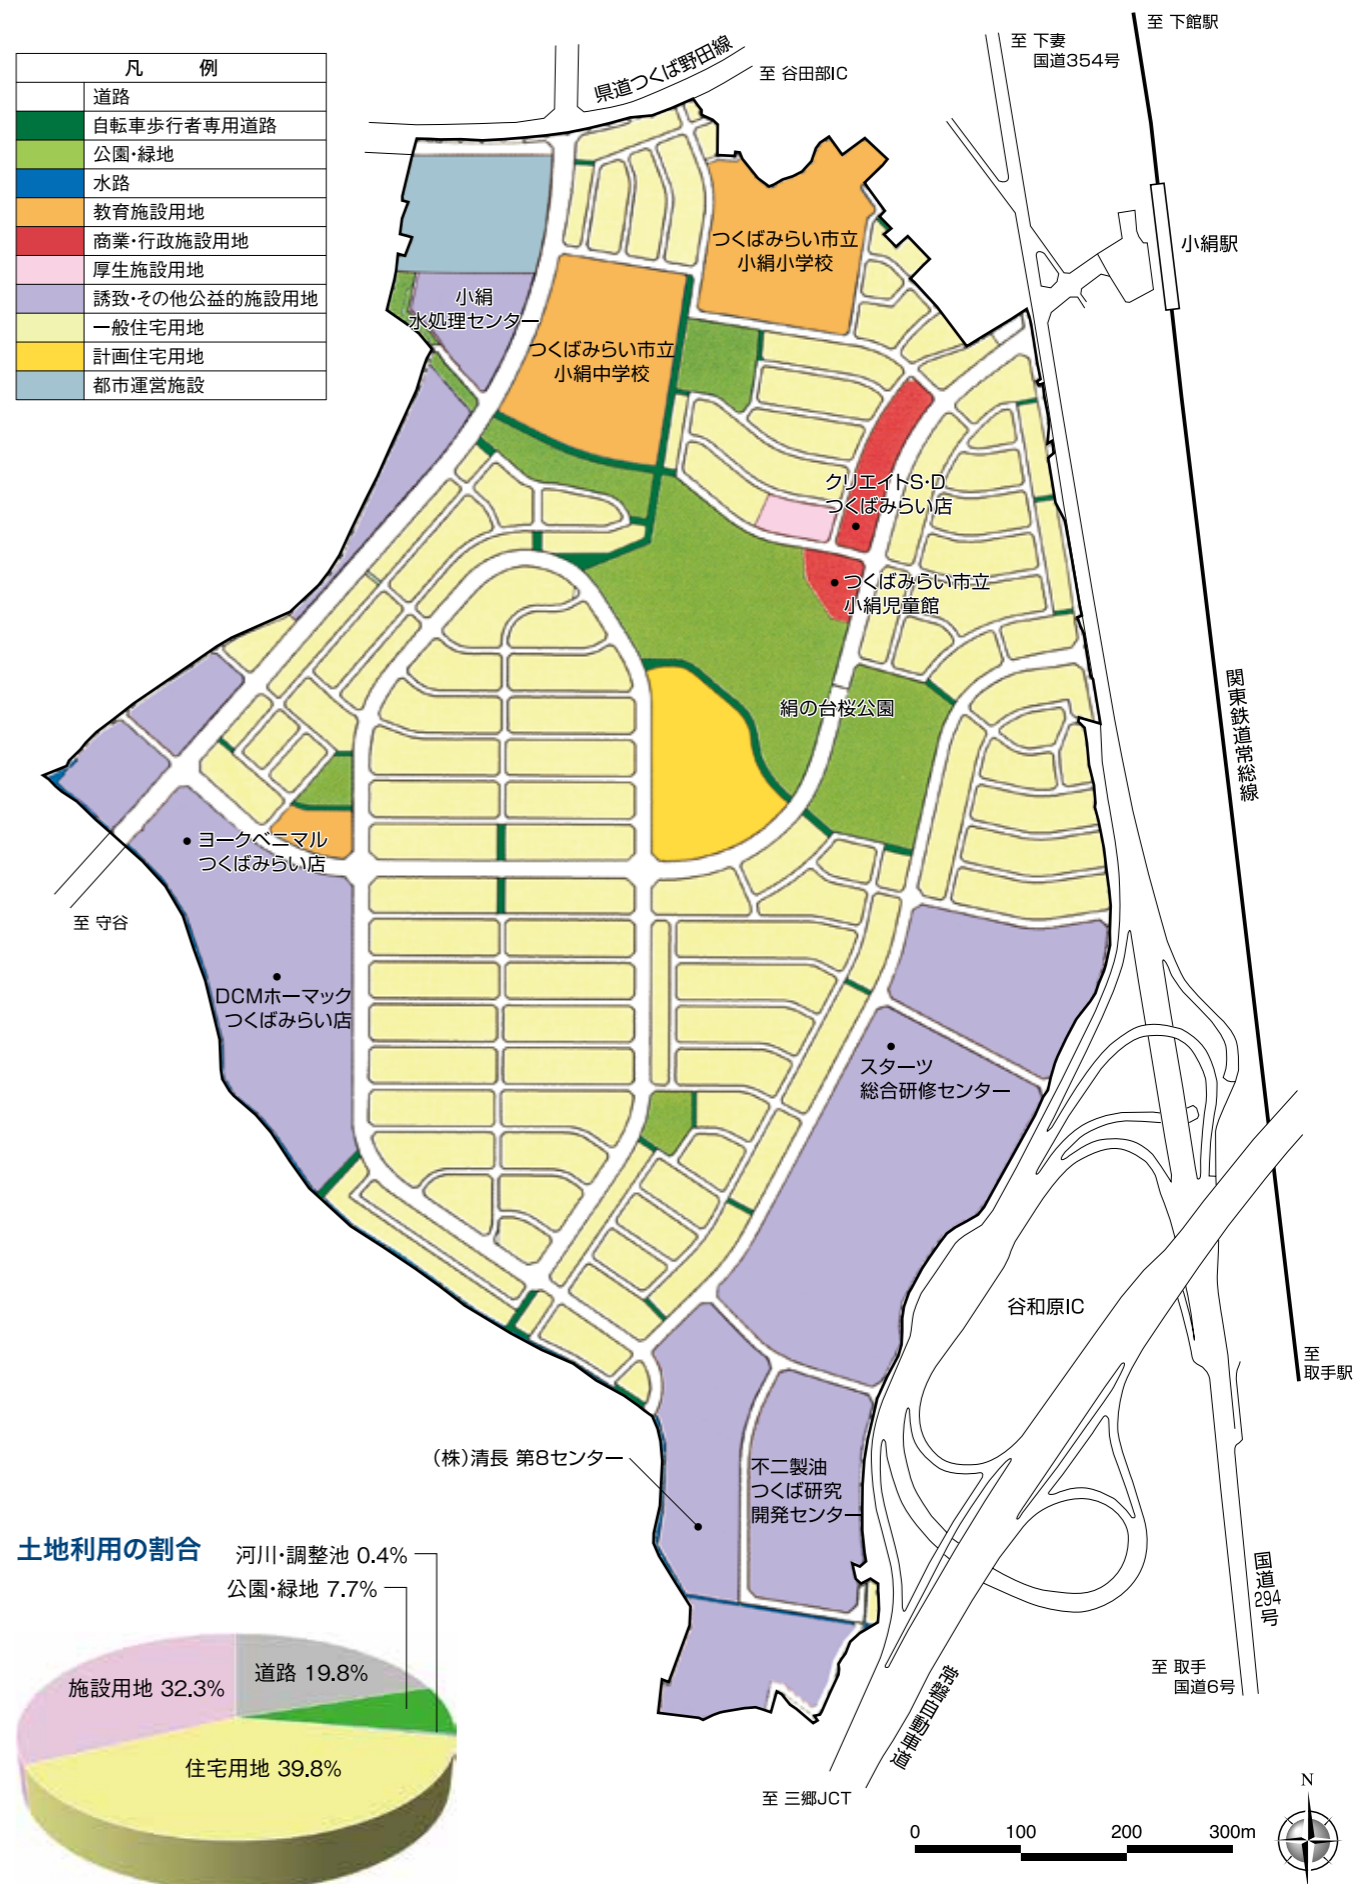 凡 例
道路
自転車歩行者専用道路
公園・緑地
水路
教育施設用地
商業・行政施設用地
厚生施設用地
誘致・その他公益的施設用地
一般住宅用地
計画住宅用地
都市運営施設
県道つくば野田線
至 谷田部IC
至 下妻
国道354号
至 下館駅
小絹駅
つくばみらい市立
小絹小学校
小絹
水処理センター
つくばみらい市立
小絹中学校
クリエイトS・D
つくばみらい店
つくばみらい市立
小絹児童館
絹の台桜公園
関東鉄道常総線
ヨークベニマル
つくばみらい店
至 守谷
DCMホーマック
つくばみらい店
スターツ
総合研修センター
谷和原IC
至
取手駅
(株)清長 第8センター
不二製油
つくば研究
開発センター
国道294号
至 取手
国道6号
常磐自動車道
至 三郷JCT
土地利用の割合
河川・調整池 0.4%
公園・緑地 7.7%
道路 19.8%
施設用地 32.3%
住宅用地 39.8%
N
0 100 200 300m